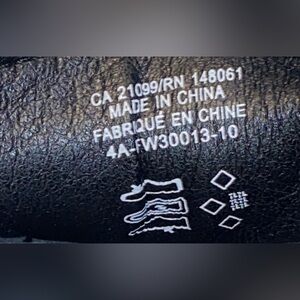 CA 21099/RN 148061
MADE IN CHINA
FABRIQUÉ EN CHINE
4A-FW30013-10